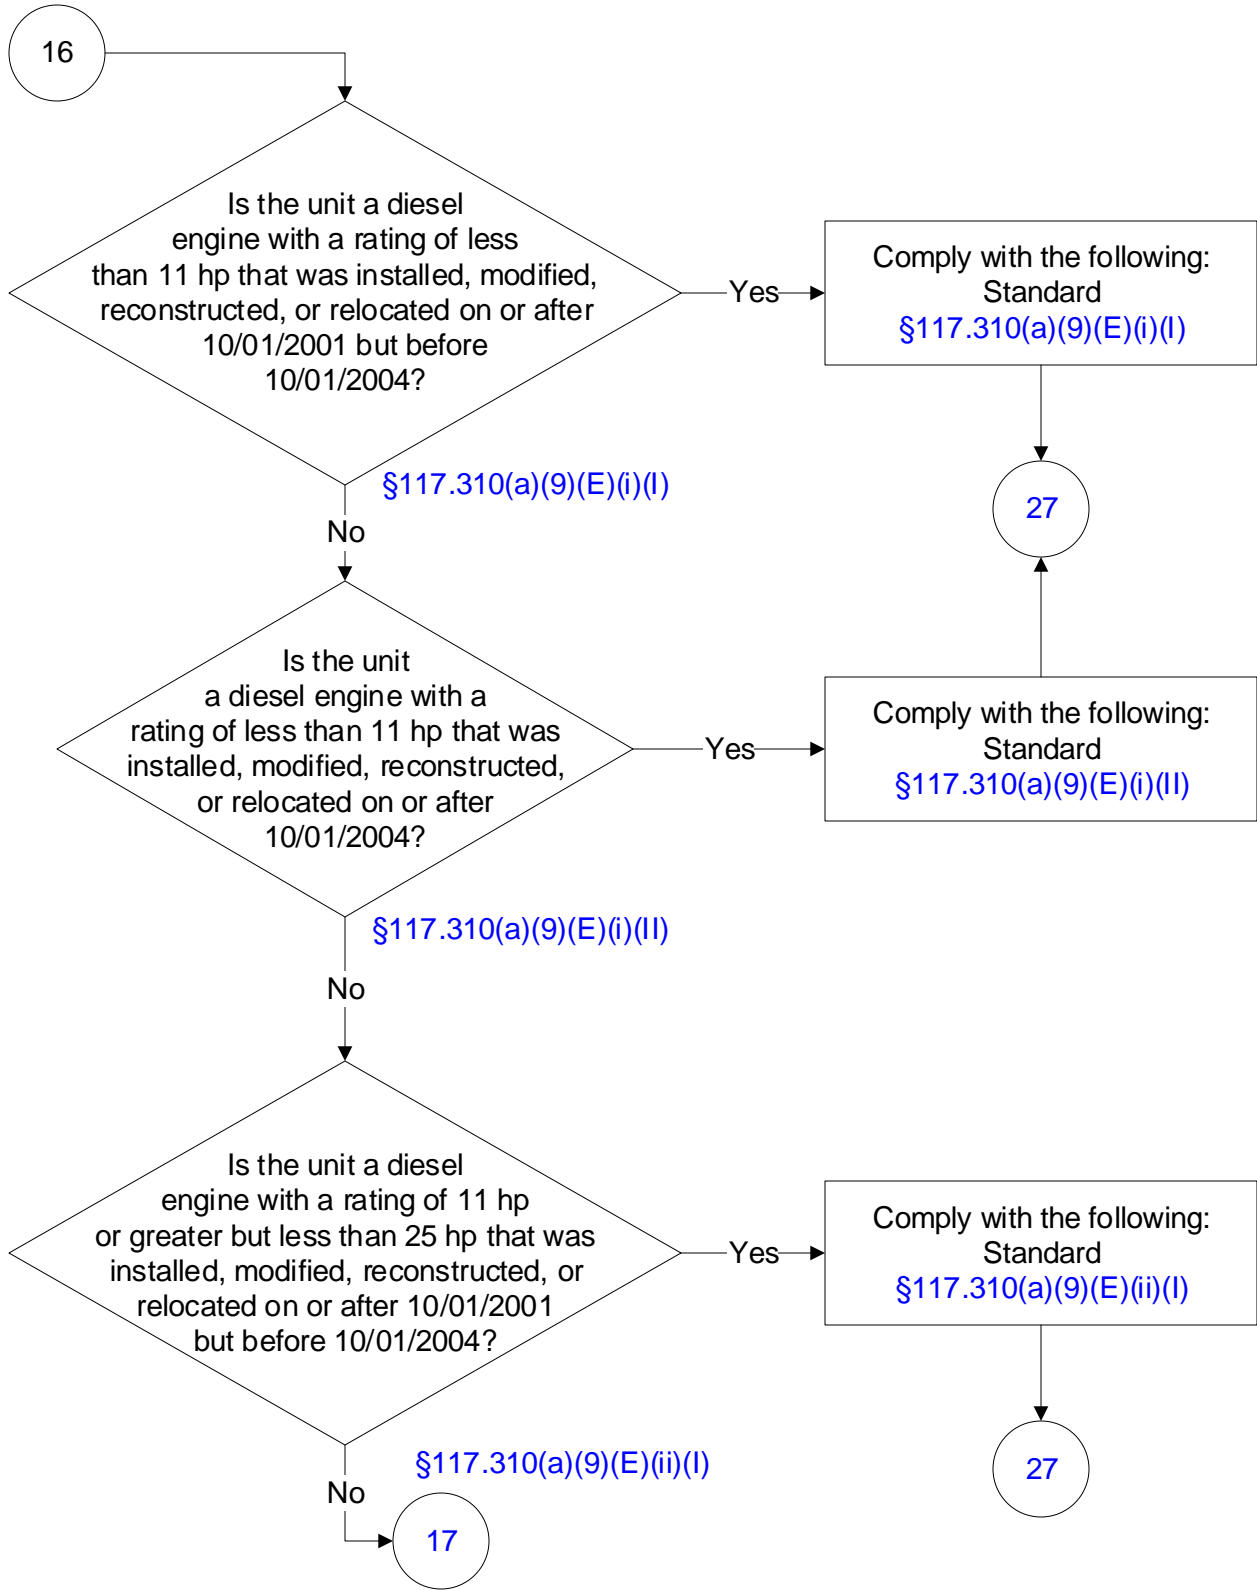 16
Is the unit a diesel
engine with a rating of less
than 11 hp that was installed, modified,
reconstructed, or relocated on or after
10/01/2001 but before
10/01/2004?
Yes
Comply with the following:
Standard
§117.310(a)(9)(E)(i)(I)
§117.310(a)(9)(E)(i)(I)
27
No
Is the unit
a diesel engine with a
rating of less than 11 hp that was
installed, modified, reconstructed,
or relocated on or after
10/01/2004?
Yes
Comply with the following:
Standard
§117.310(a)(9)(E)(i)(II)
§117.310(a)(9)(E)(i)(II)
No
Is the unit a diesel
engine with a rating of 11 hp
or greater but less than 25 hp that was
installed, modified, reconstructed, or
relocated on or after 10/01/2001
but before 10/01/2004?
Yes
Comply with the following:
Standard
§117.310(a)(9)(E)(ii)(I)
§117.310(a)(9)(E)(ii)(I)
27
No
17